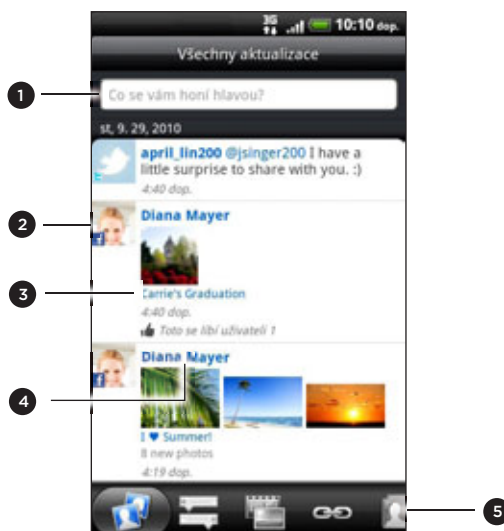 3G 10:10 dop.
Všechny aktualizace
1 Co se vám honí hlavou?
st, 9. 29, 2010
april_lin200 @jsinger200 I have a
little surprise to share with you. :)
4:40 dop.
2 Diana Mayer
3 Carrie's Graduation
4:40 dop.
Toto se líbí uživateli 1
Diana Mayer
4
I ♥ Summer!
8 new photos
4:19 dop.
5